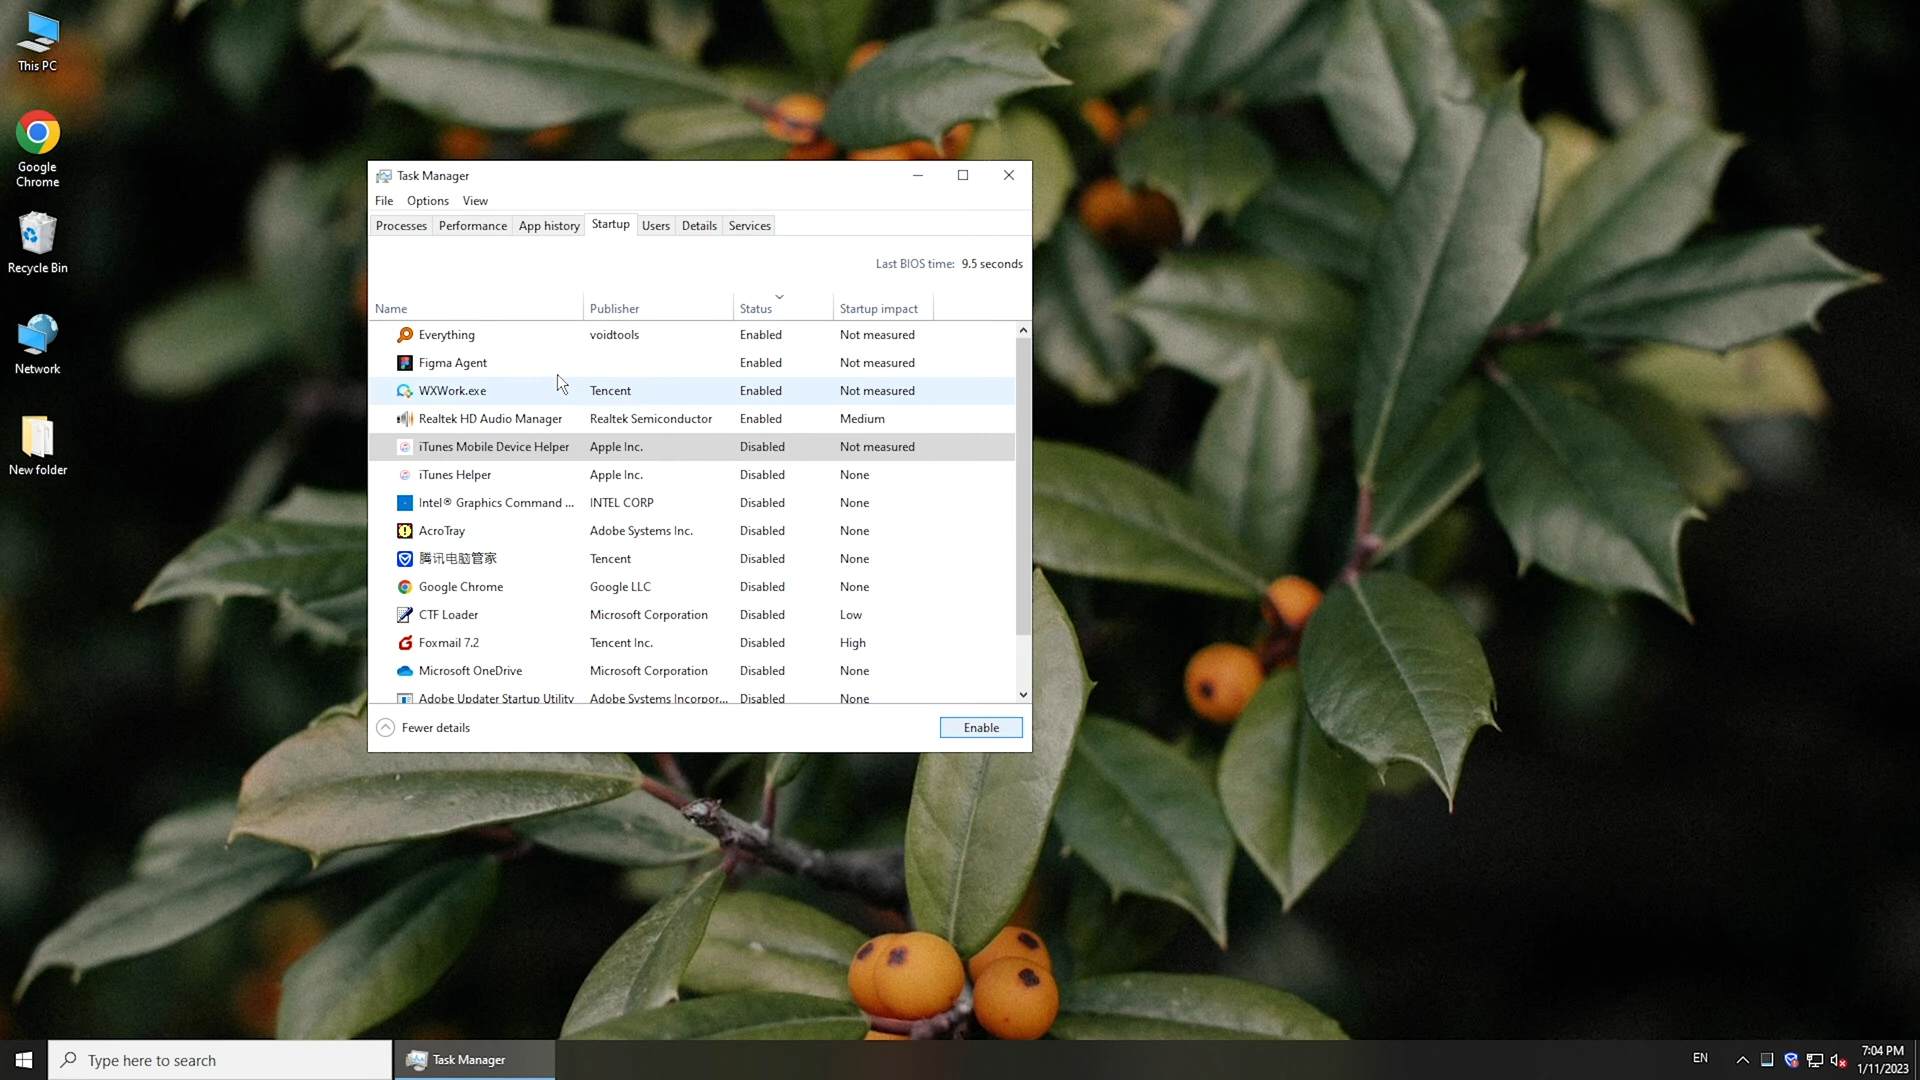 This PC
Google
Chrome
Recycle Bin
Network
New folder
Task Manager
File Options View
Processes Performance App history Startup Users Details Services
Last BIOS time: 9.5 seconds
Name Publisher Status Startup impact
Everything voidtools Enabled Not measured
Figma Agent Enabled Not measured
WXWork.exe Tencent Enabled Not measured
Realtek HD Audio Manager Realtek Semiconductor Enabled Medium
iTunes Mobile Device Helper Apple Inc. Disabled Not measured
iTunes Helper Apple Inc. Disabled None
Intel® Graphics Command ... INTEL CORP Disabled None
AcroTray Adobe Systems Inc. Disabled None
腾讯电脑管家 Tencent Disabled None
Google Chrome Google LLC Disabled None
CTF Loader Microsoft Corporation Disabled Low
Foxmail 7.2 Tencent Inc. Disabled High
Microsoft OneDrive Microsoft Corporation Disabled None
Adobe Updater Startup Utility Adobe Systems Incorpor... Disabled None
Fewer details Enable
Type here to search Task Manager EN
7:04 PM
1/11/2023